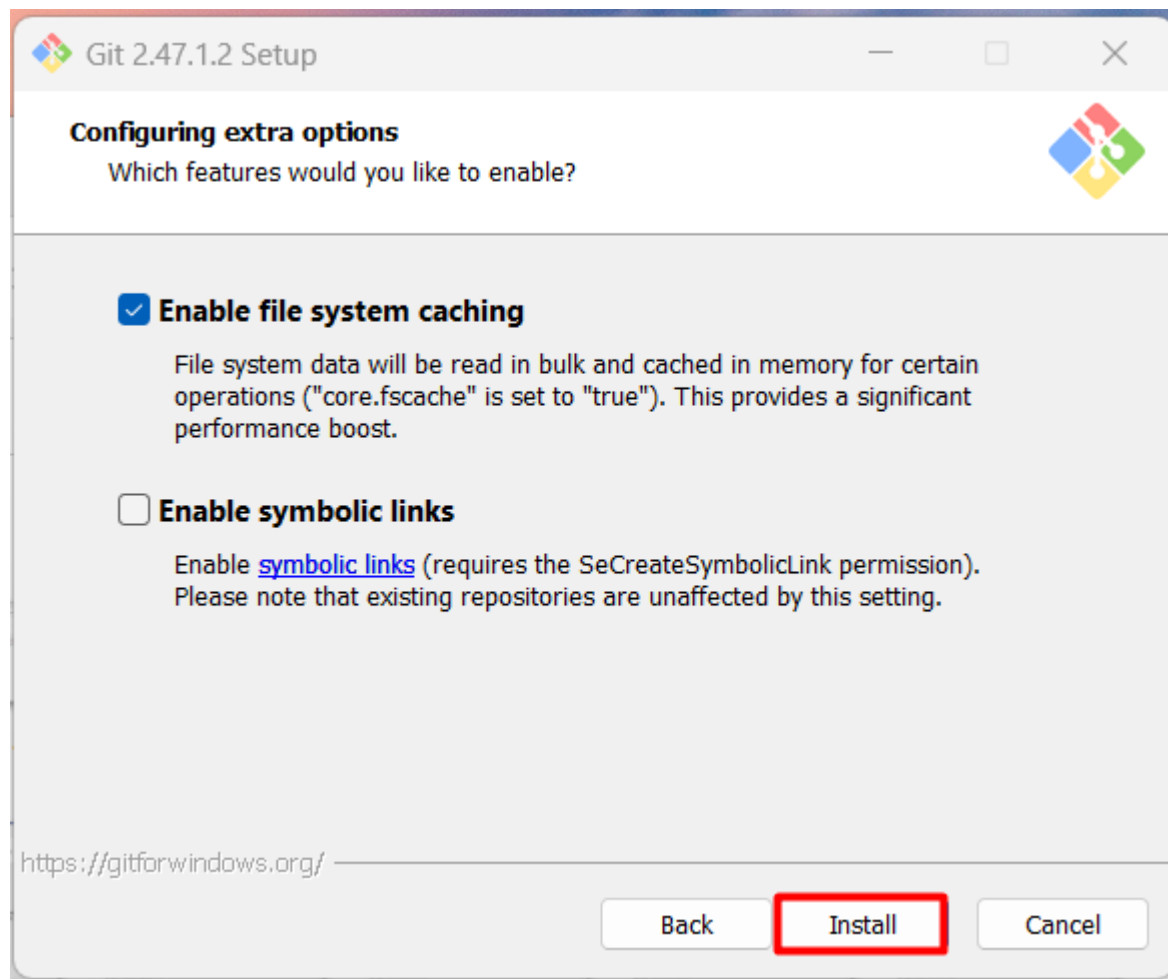 Git 2.47.1.2 Setup
Configuring extra options
Which features would you like to enable?
Enable file system caching
File system data will be read in bulk and cached in memory for certain
operations ("core.fscache" is set to "true"). This provides a significant
performance boost.
Enable symbolic links
Enable symbolic links (requires the SeCreateSymbolicLink permission).
Please note that existing repositories are unaffected by this setting.
https://gitforwindows.org/
Back
Install
Cancel